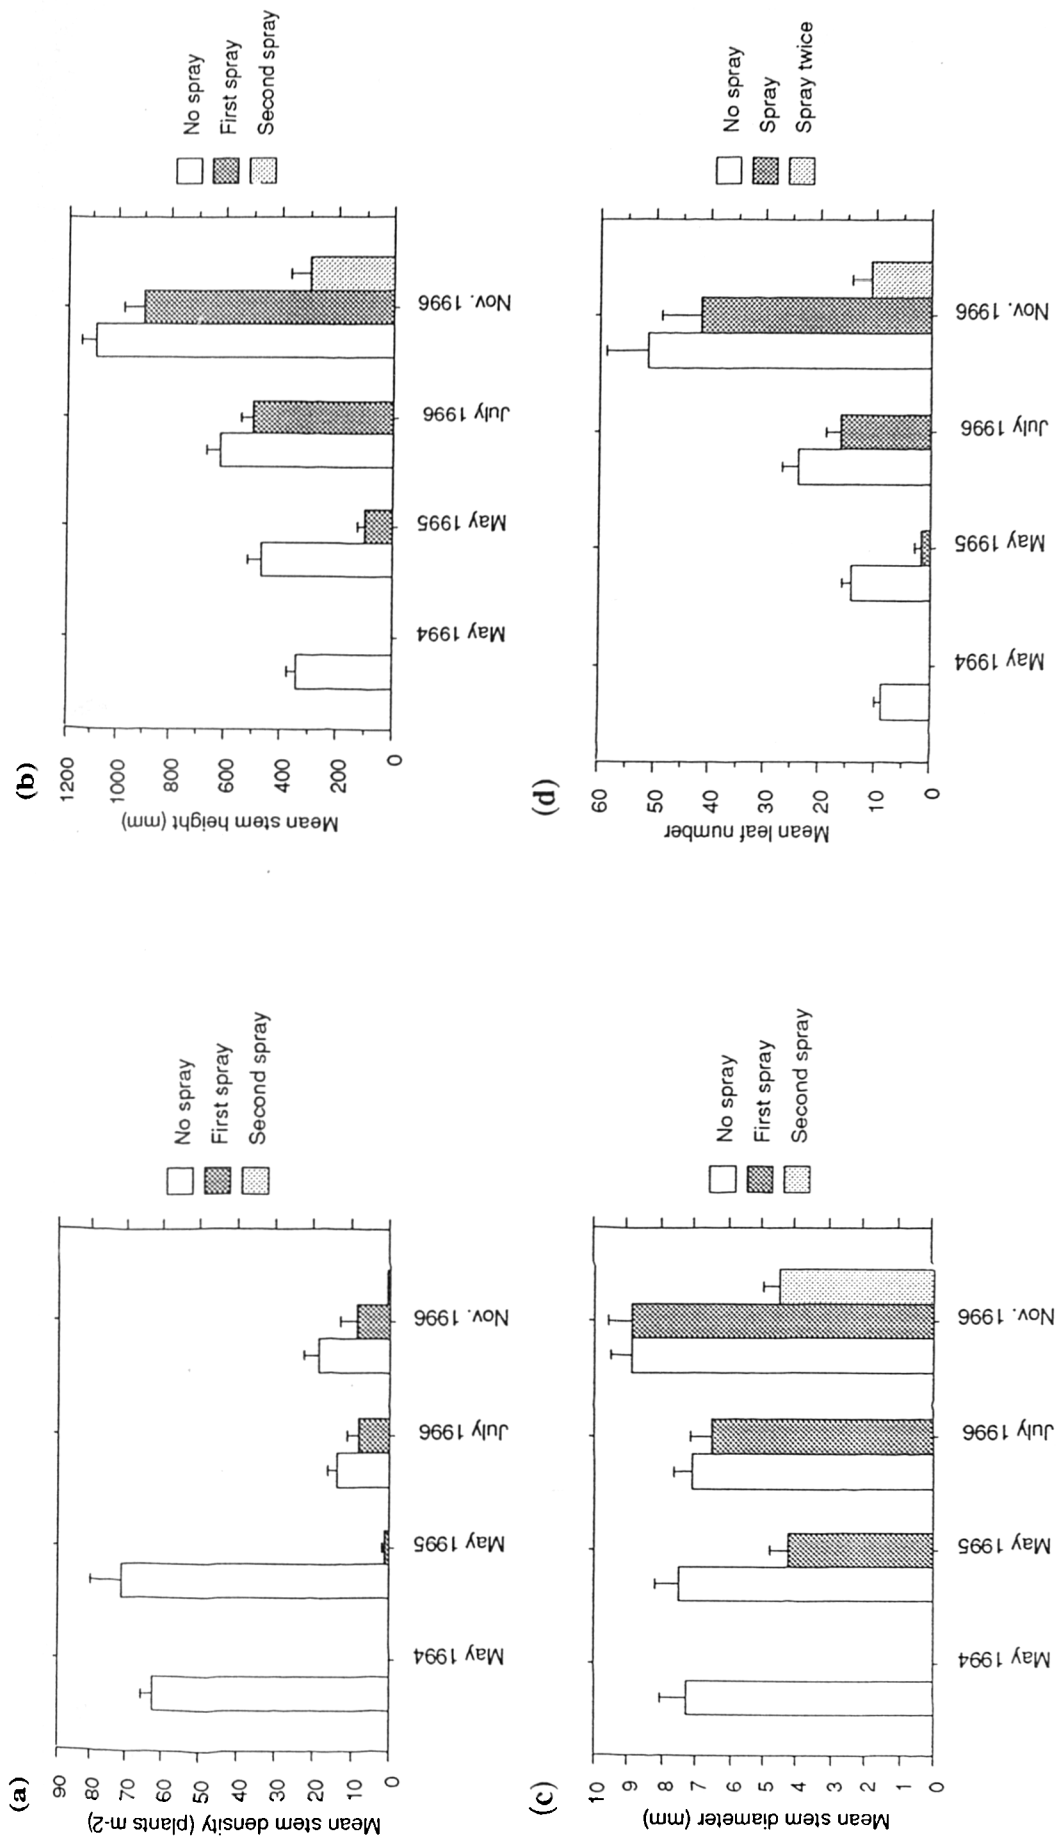 (a)
Mean stem density (plants m-2)
90
80
70
60
50
40
30
20
10
0
May 1994
May 1995
July 1996
Nov. 1996
No spray
First spray
Second spray
(b)
Mean stem height (mm)
1200
1000
800
600
400
200
0
May 1994
May 1995
July 1996
Nov. 1996
No spray
First spray
Second spray
(c)
Mean stem diameter (mm)
10
9
8
7
6
5
4
3
2
1
0
May 1994
May 1995
July 1996
Nov. 1996
No spray
First spray
Second spray
(d)
Mean leaf number
60
50
40
30
20
10
0
May 1994
May 1995
July 1996
Nov. 1996
No spray
Spray
Spray twice